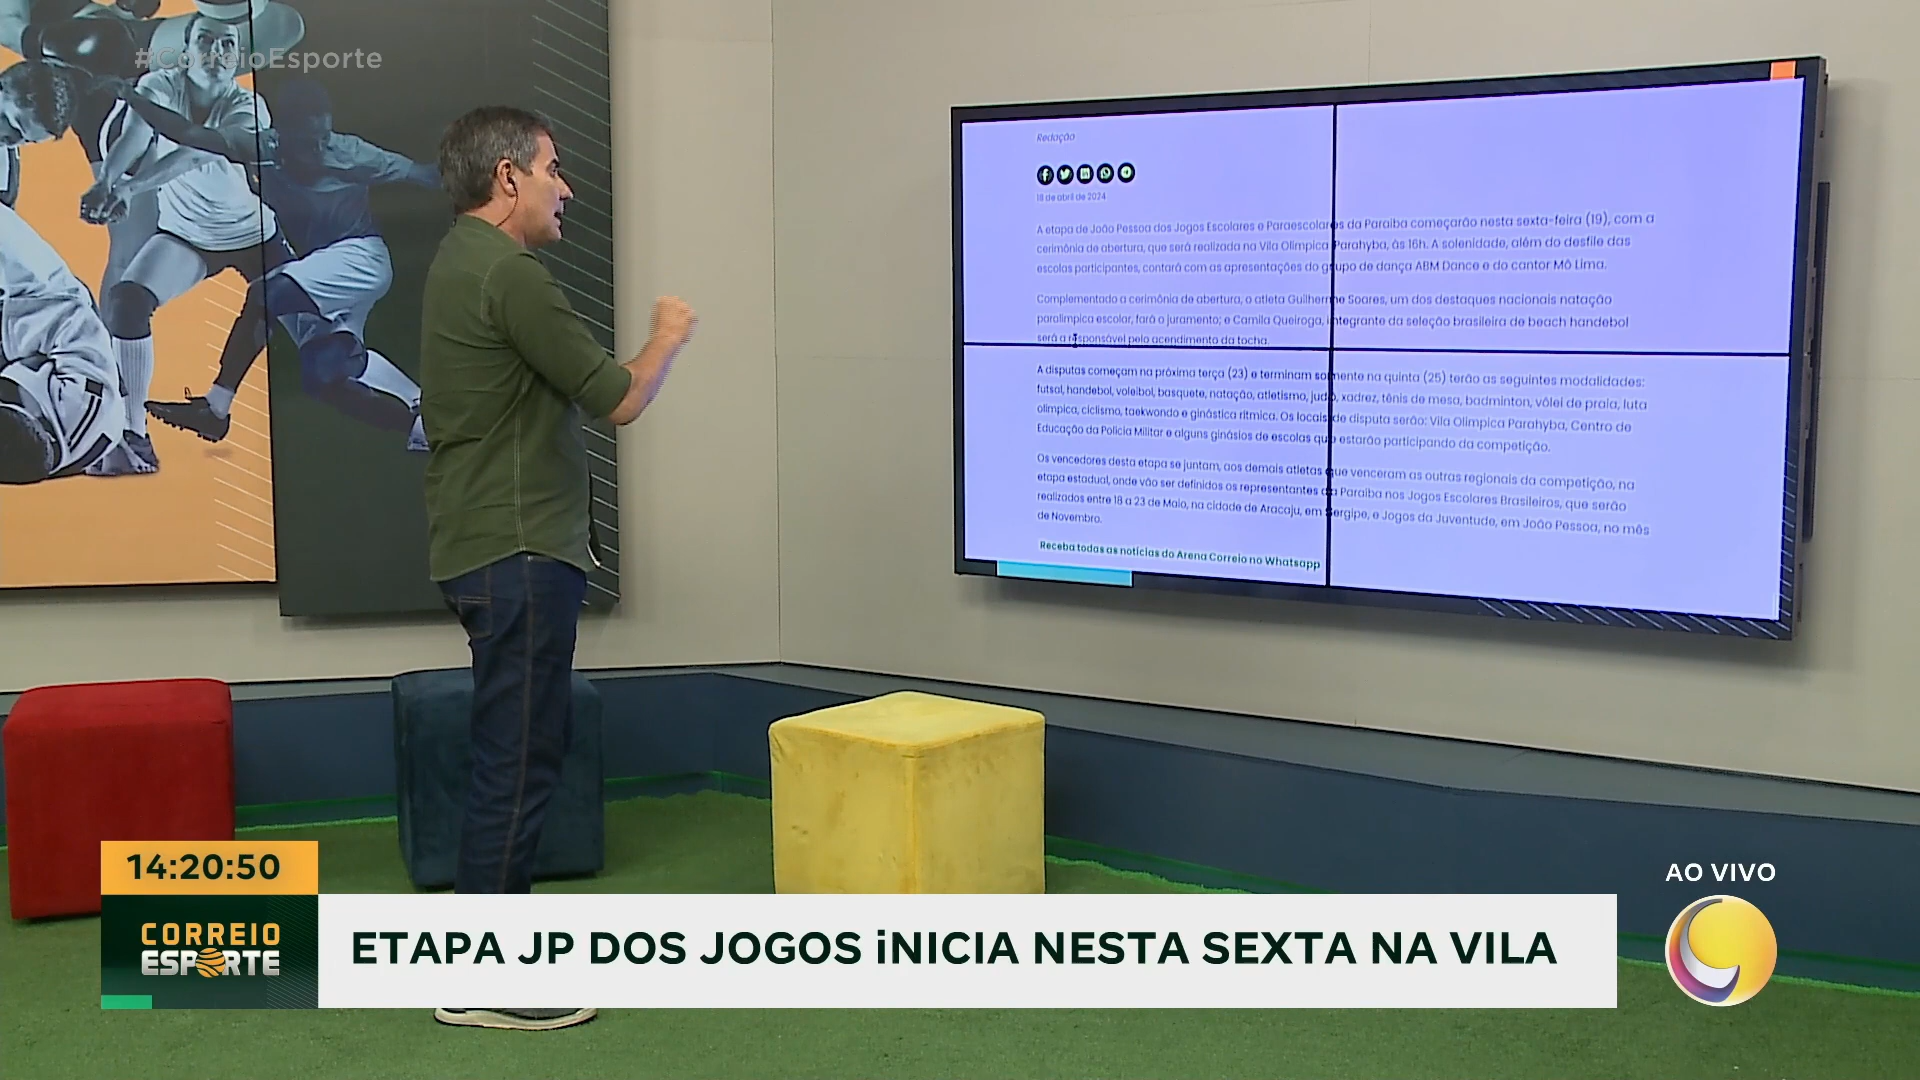 #CorreioEsporte
Redação
18 de abril de 2024
A etapa de João Pessoa dos Jogos Escolares e Paraescolares da Paraíba começarão nesta sexta-feira (19), com a
cerimônia de abertura, que será realizada na Vila Olímpica Parahyba, às 16h. A solenidade, além do desfile das
escolas participantes, contará com as apresentações do grupo de dança ABM Dance e do cantor Mô Lima.
Complementado a cerimônia de abertura, o atleta Guilherme Soares, um dos destaques nacionais natação
paralímpica escolar, fará o juramento; e Camila Queiroga, integrante da seleção brasileira de beach handebol
será a responsável pelo acendimento da tocha.
A disputas começam na próxima terça (23) e terminam somente na quinta (25) terão as seguintes modalidades:
futsal, handebol, voleibol, basquete, natação, atletismo, judô, xadrez, tênis de mesa, badminton, vôlei de praia, luta
olímpica, ciclismo, taekwondo e ginástica rítmica. Os locais de disputa serão: Vila Olímpica Parahyba, Centro de
Educação da Polícia Militar e alguns ginásios de escolas que estarão participando da competição.
Os vencedores desta etapa se juntam, aos demais atletas que venceram as outras regionais da competição, na
etapa estadual, onde vão ser definidos os representantes da Paraíba nos Jogos Escolares Brasileiros, que serão
realizados entre 18 a 23 de Maio, na cidade de Aracaju, em Sergipe, e Jogos da Juventude, em João Pessoa, no mês
de Novembro.
Receba todas as notícias do Arena Correio no Whatsapp
14:20:50
AO VIVO
CORREIO
ESPORTE
ETAPA JP DOS JOGOS iNICIA NESTA SEXTA NA VILA